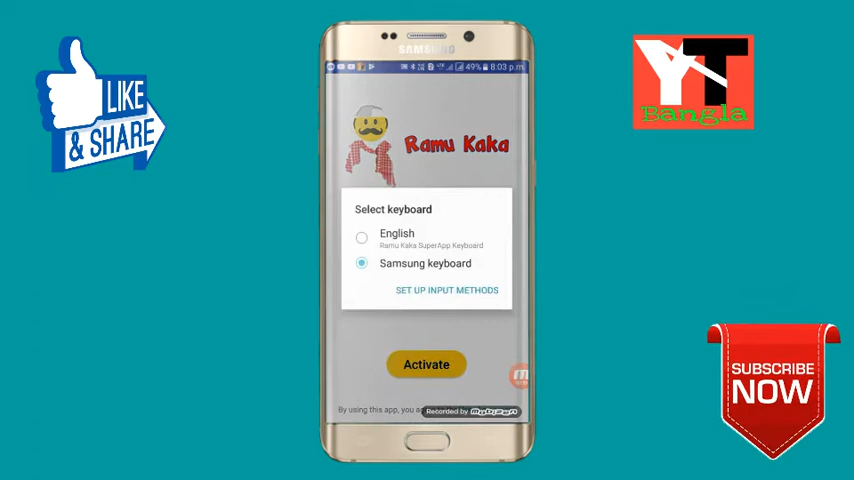 LIKE
& SHARE
SAMSUNG
49% 8:03 p.m.
Ramu Kaka
Select keyboard
English
Ramu Kaka SuperApp Keyboard
Samsung keyboard
SET UP INPUT METHODS
Activate
By using this app, you a
Recorded by Mobizen
YT
Bangla
SUBSCRIBE
NOW